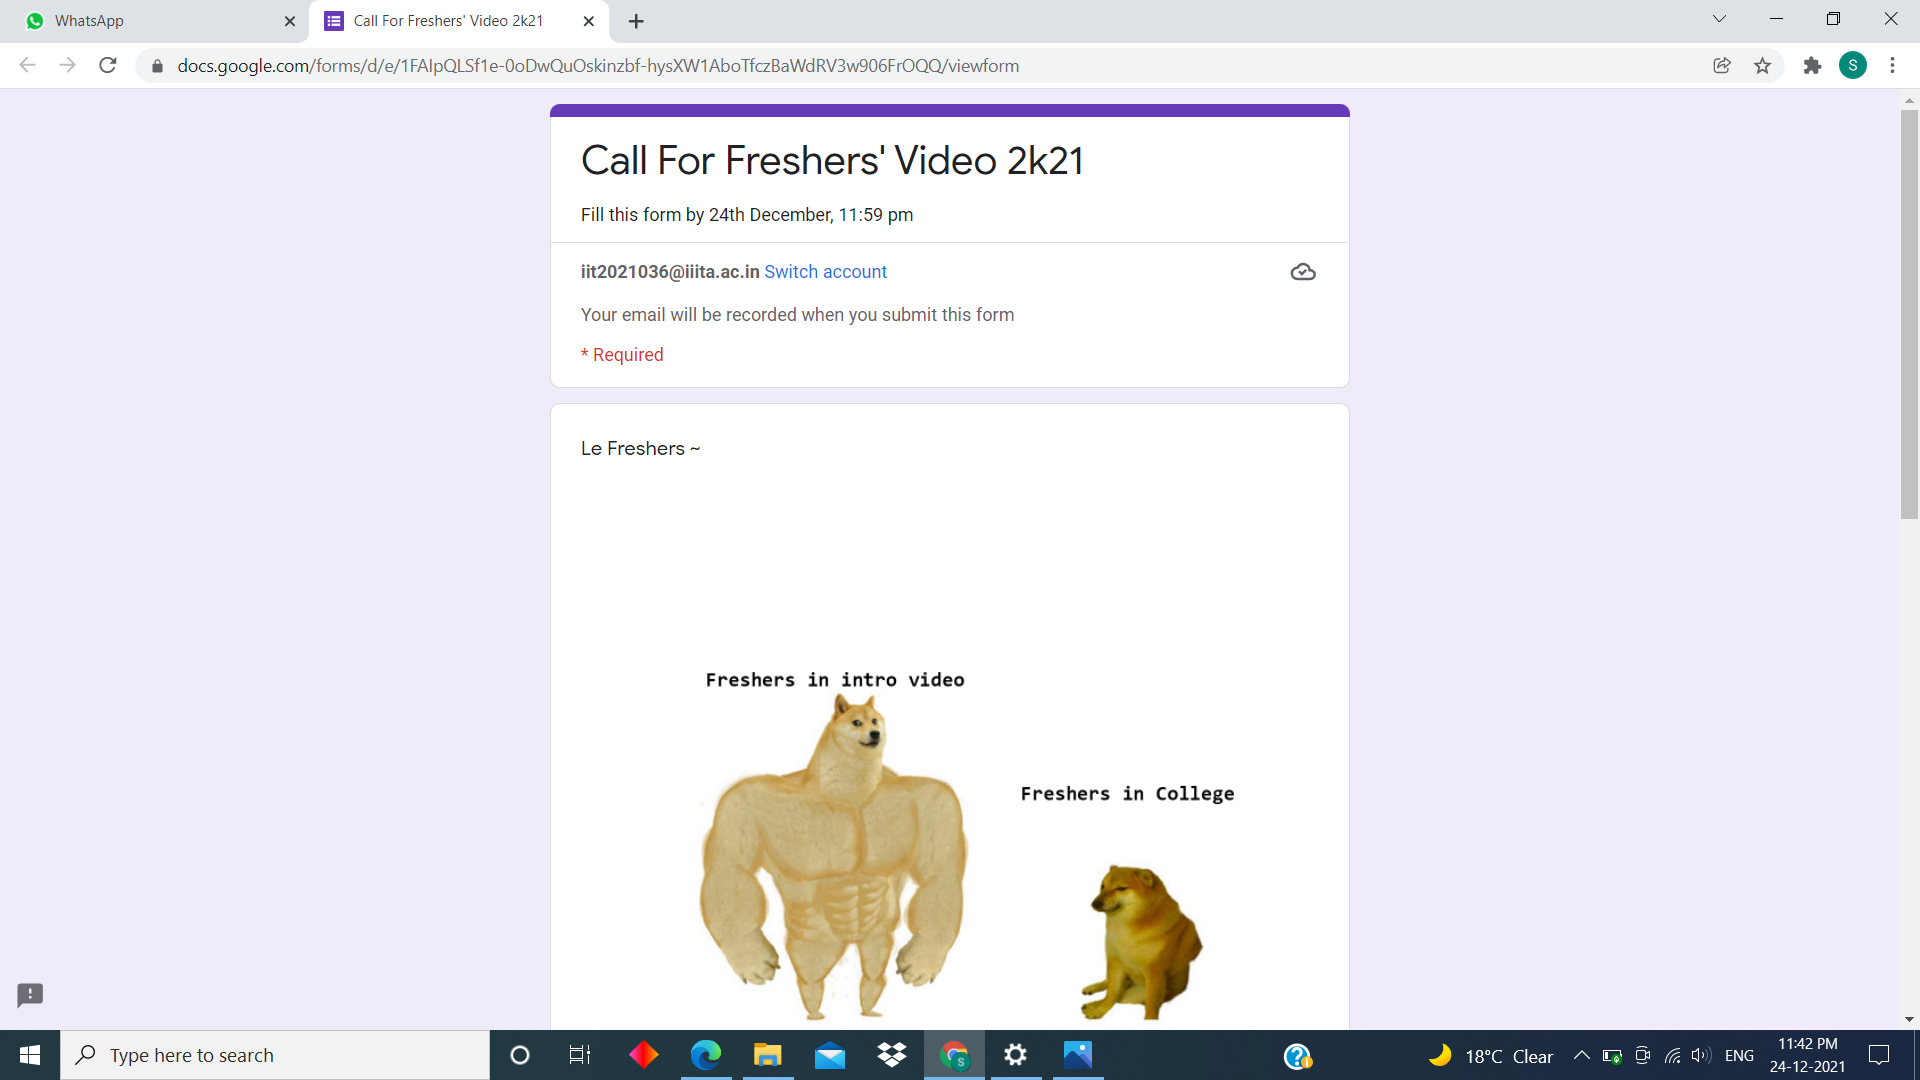 WhatsApp
Call For Freshers' Video 2k21
docs.google.com/forms/d/e/1FAIpQLSf1e-0oDwQuOskinzbf-hysXW1AboTfczBaWdRV3w906FrOQQ/viewform
S
Call For Freshers' Video 2k21
Fill this form by 24th December, 11:59 pm
iit2021036@iiita.ac.in Switch account
Your email will be recorded when you submit this form
* Required
Le Freshers ~
Freshers in intro video
Freshers in College
Type here to search
S
18°C Clear
ENG
11:42 PM
24-12-2021